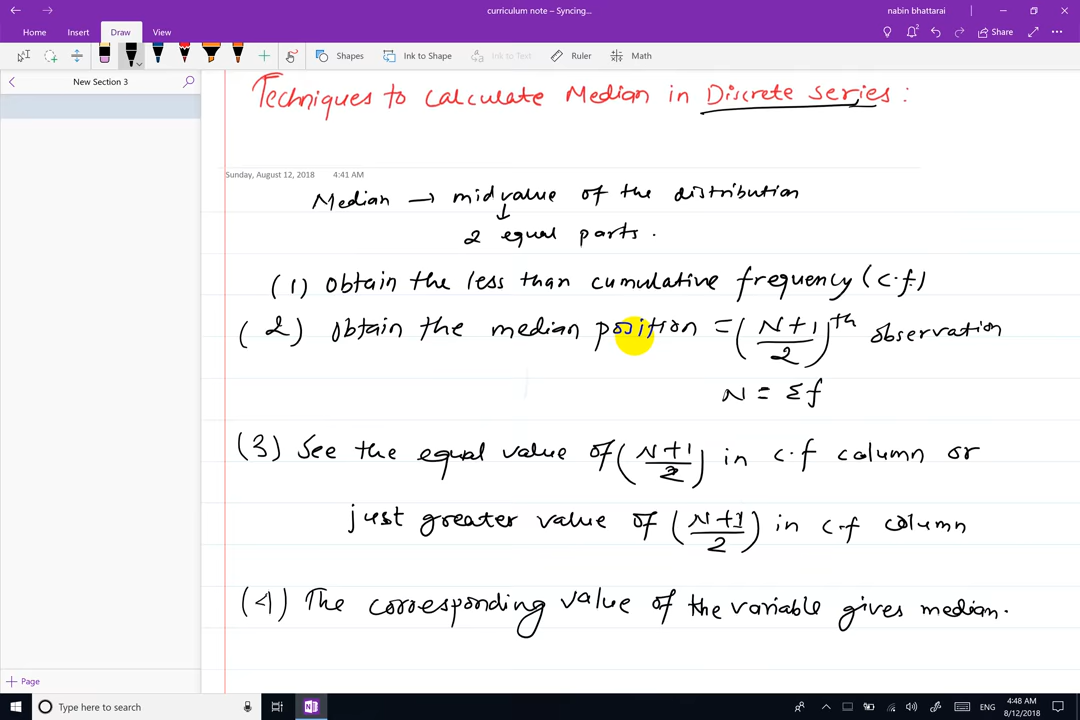 curriculum note – Syncing...
nabin bhattarai
Home Insert Draw View
Share
Shapes Ink to Shape Ink to Text Ruler Math
New Section 3
Techniques to Calculate Median in Discrete series :
Sunday, August 12, 2018 4:41 AM
Median → mid value of the distribution
↓
2 equal parts .
(1) Obtain the less than cumulative frequency (c.f)
(2) Obtain the median position = (N+1/2)th observation
N = Σf
(3) See the equal value of (N+1/2) in c.f column or
just greater value of (N+1/2) in c.f column
(4) The corresponding value of the variable gives median.
+ Page
Type here to search
ENG
4:48 AM
8/12/2018